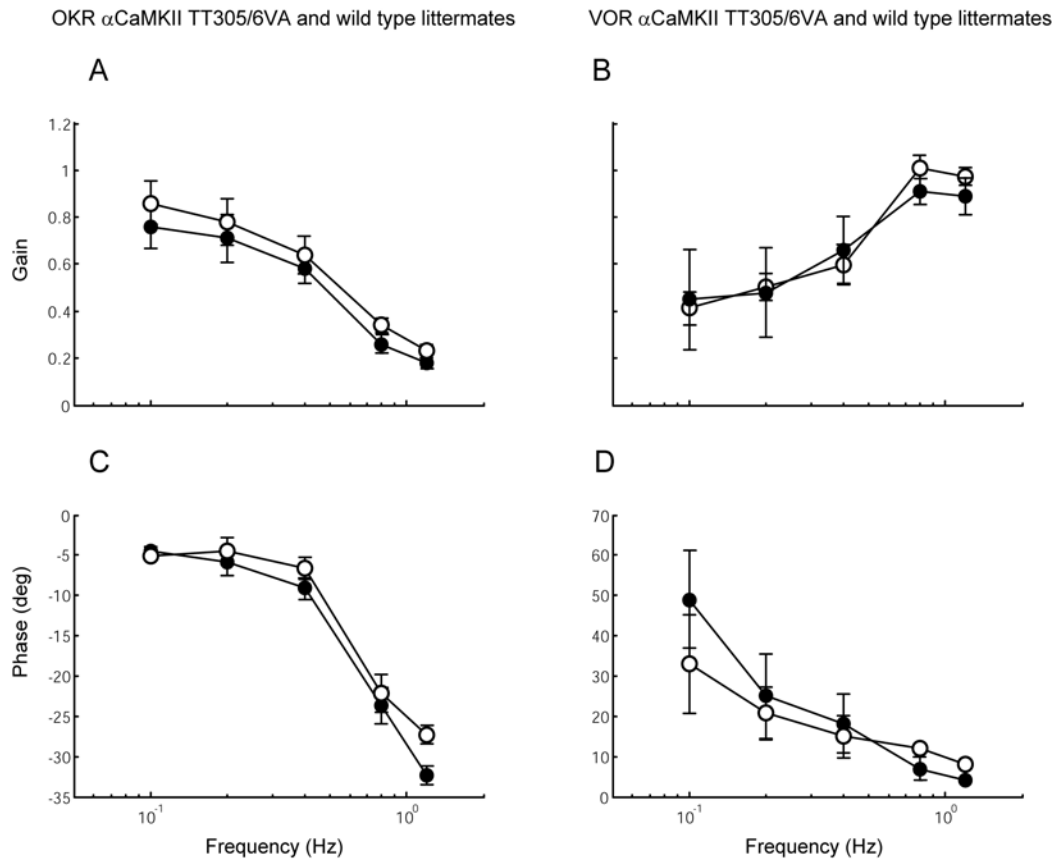 OKR αCaMKII TT305/6VA and wild type littermates
VOR αCaMKII TT305/6VA and wild type littermates
A
B
Gain
1.2
1
0.8
0.6
0.4
0.2
0
C
D
Phase (deg)
0
-5
-10
-15
-20
-25
-30
-35
10⁻¹
10⁰
Frequency (Hz)
70
60
50
40
30
20
10
0
10⁻¹
10⁰
Frequency (Hz)